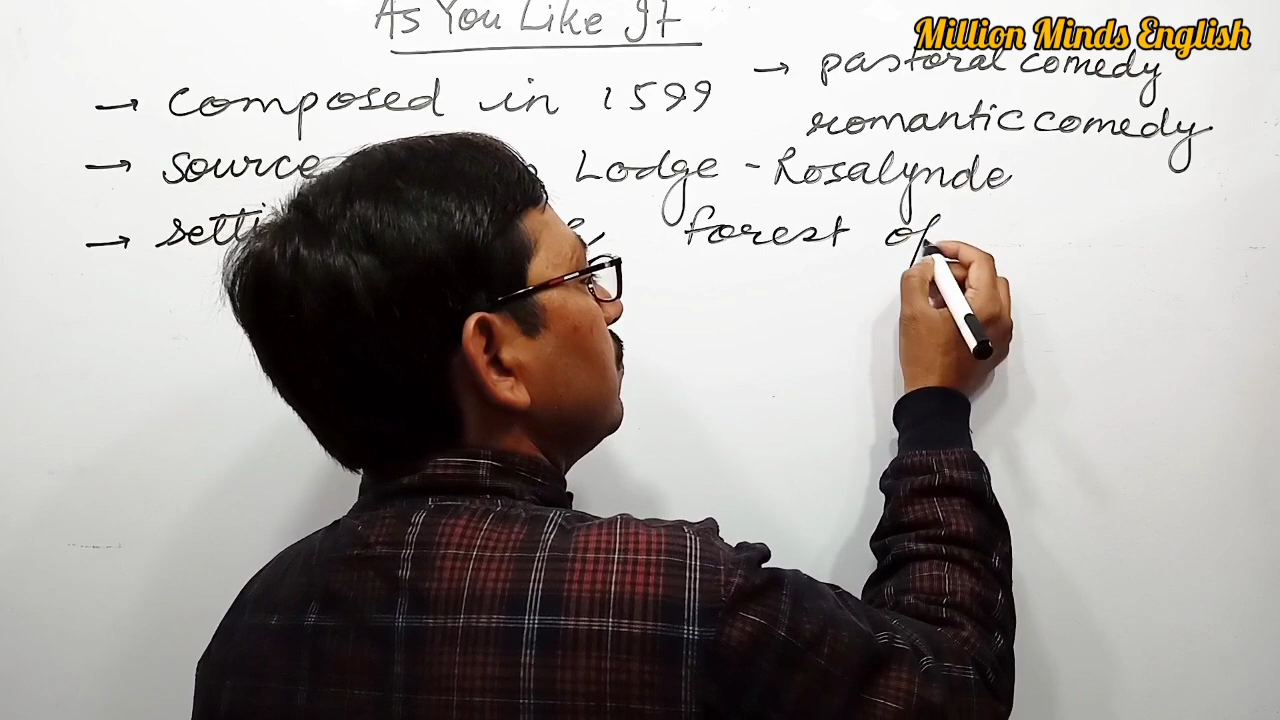 As You Like It
Million Minds English
→ composed in 1599
→ pastoral comedy
romantic comedy
→ source Lodge - Rosalynde
→ forest of